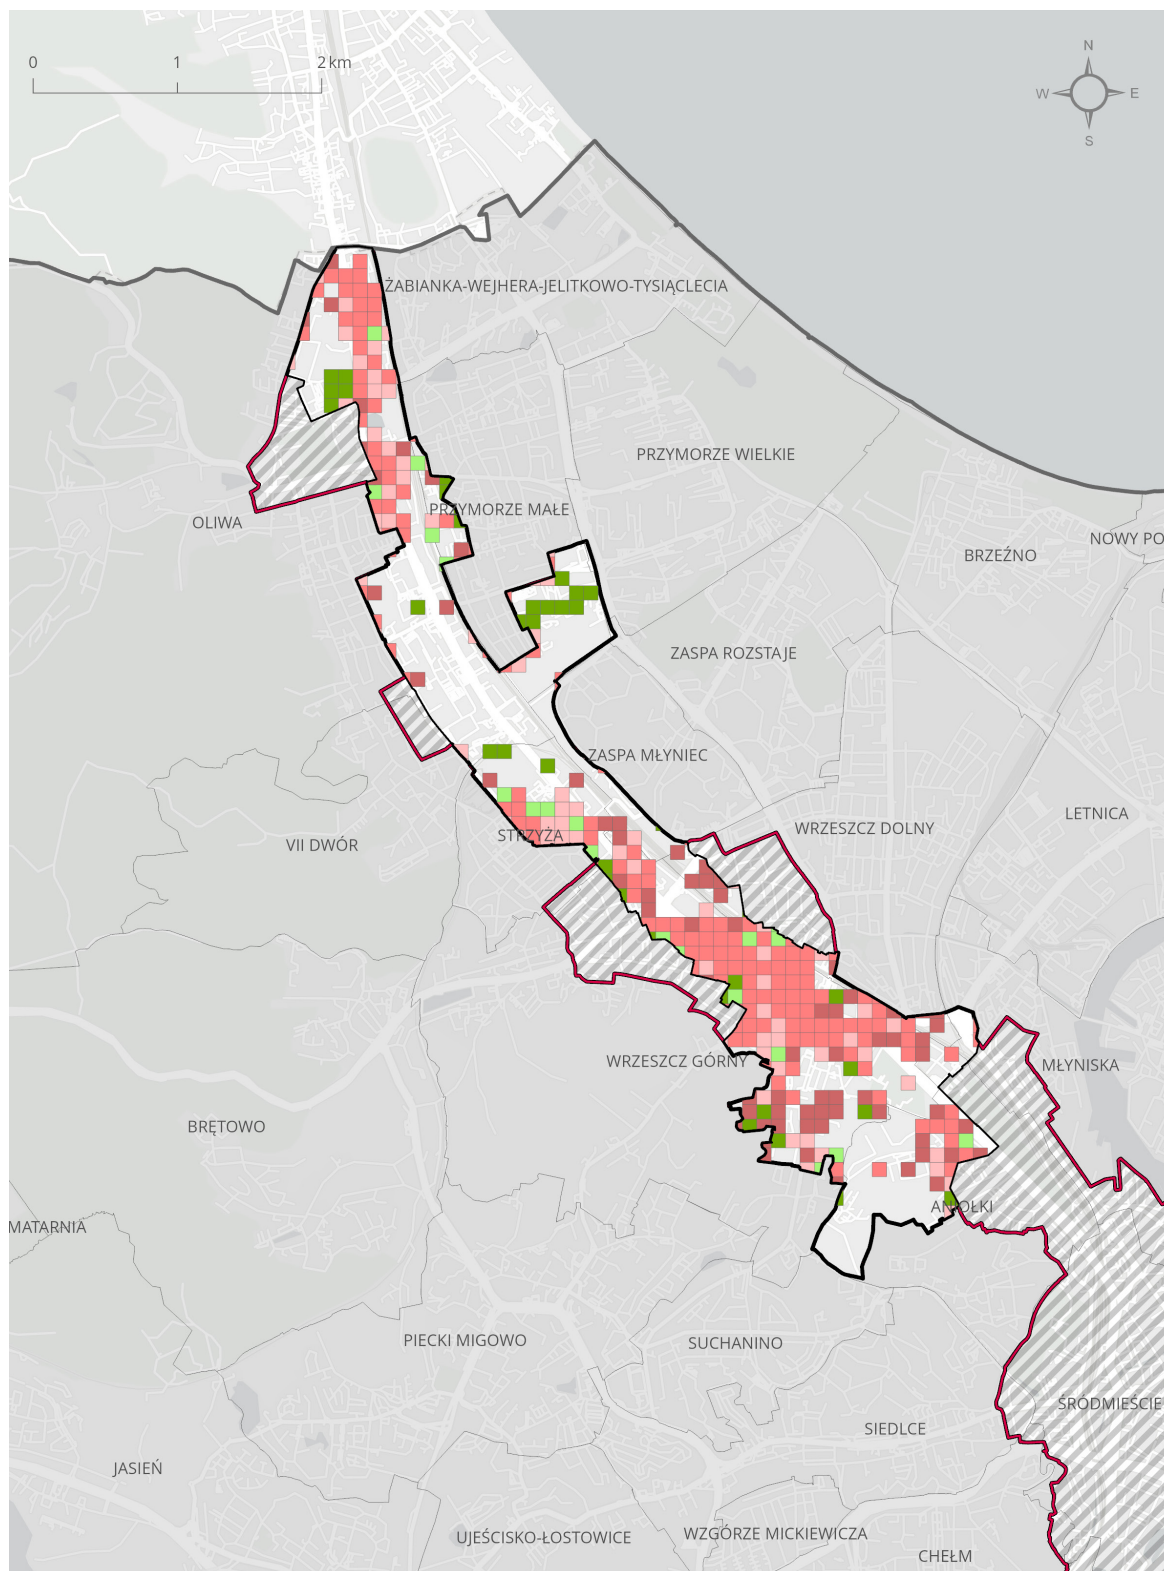 0 1 2 km
N
W E
S
ŻABIANKA-WEJHERA-JELITKOWO-TYSIĄCLECIA
PRZYMORZE WIELKIE
OLIWA
PRZYMORZE MAŁE
NOWY PO
BRZEŹNO
ZASPA ROZSTAJE
ZASPA MŁYNIEC
LETNICA
STRZYŻA
WRZESZCZ DOLNY
VII DWÓR
WRZESZCZ GÓRNY
MŁYNISKA
BRĘTOWO
ANIOŁKI
MATARNIA
PIECKI MIGOWO
SUCHANINO
ŚRÓDMIEŚCIE
SIEDLCE
JASIEŃ
UJEŚCISKO-ŁOSTOWICE
WZGÓRZE MICKIEWICZA
CHEŁM